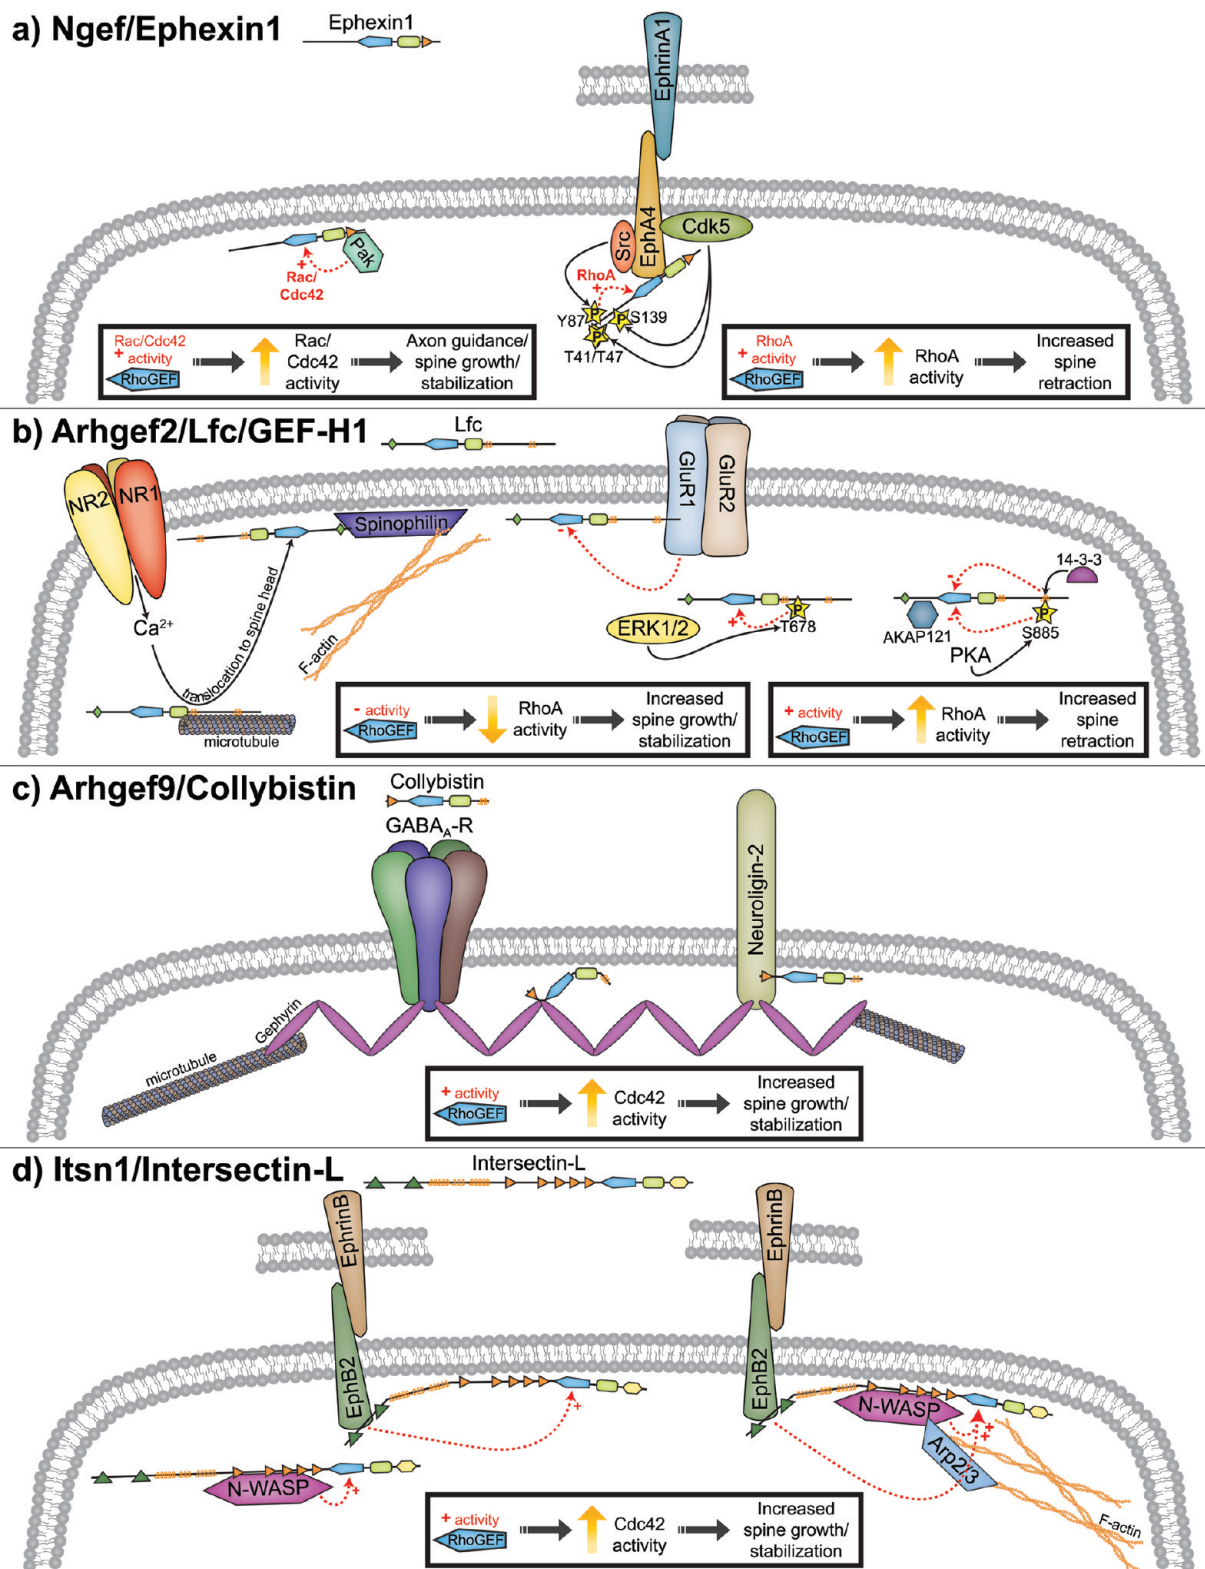 a) Ngef/Ephexin1
Ephexin1
EphrinA1
EphA4
Src
Cdk5
Pak
+
Rac/
Cdc42
RhoA
+
Y87
P
P
S139
P
T41/T47
Rac/Cdc42
+ activity
RhoGEF
Rac/
Cdc42
activity
Axon guidance/
spine growth/
stabilization
RhoA
+ activity
RhoGEF
RhoA
activity
Increased
spine
retraction
b) Arhgef2/Lfc/GEF-H1
Lfc
NR2
NR1
Spinophilin
GluR1
GluR2
Ca2+
translocation to spine head
F-actin
microtubule
-
ERK1/2
+
P
T678
14-3-3
-
-
AKAP121
P
S885
PKA
- activity
RhoGEF
RhoA
activity
Increased
spine growth/
stabilization
+ activity
RhoGEF
RhoA
activity
Increased
spine
retraction
c) Arhgef9/Collybistin
Collybistin
GABAA-R
Neuroligin-2
Gephyrin
microtubule
+ activity
RhoGEF
Cdc42
activity
Increased
spine growth/
stabilization
d) Itsn1/Intersectin-L
Intersectin-L
EphrinB
EphB2
+
N-WASP
+
EphrinB
EphB2
N-WASP
+
+
Arp2/3
F-actin
+ activity
RhoGEF
Cdc42
activity
Increased
spine growth/
stabilization